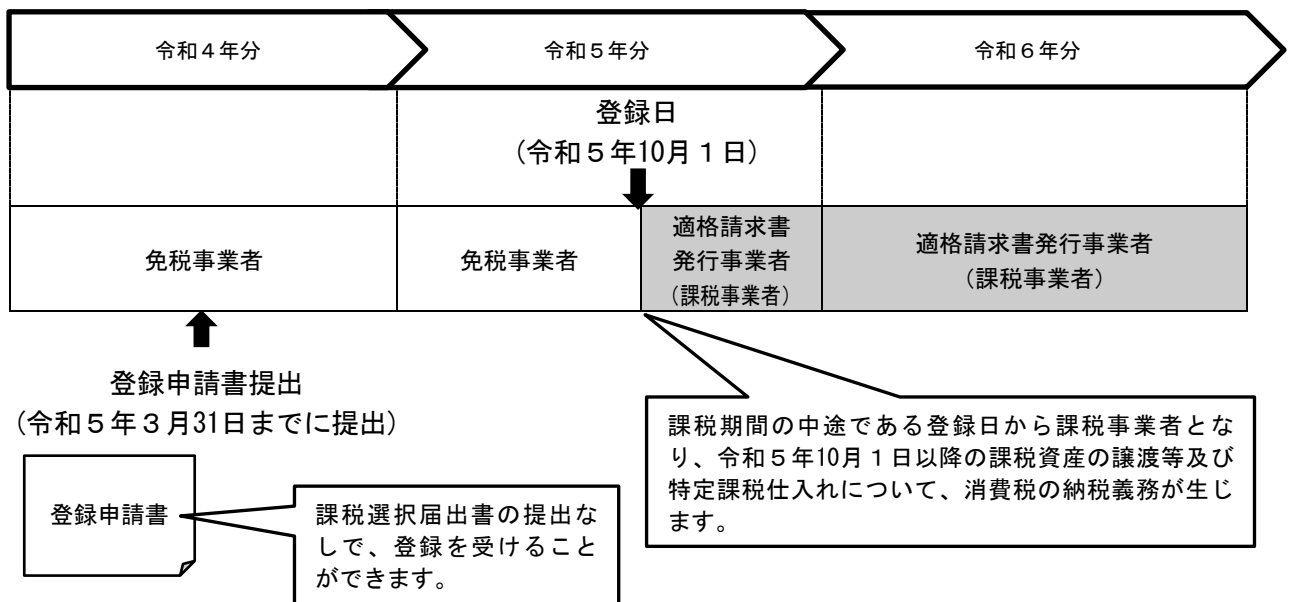 令和４年分
令和５年分
令和６年分
登録日
（令和５年10月１日）
免税事業者
免税事業者
適格請求書
発行事業者
（課税事業者）
適格請求書発行事業者
（課税事業者）
登録申請書提出
（令和５年３月31日までに提出）
課税期間の中途である登録日から課税事業者とな
り、令和５年10月１日以降の課税資産の譲渡等及び
特定課税仕入れについて、消費税の納税義務が生じ
ます。
登録申請書
課税選択届出書の提出な
しで、登録を受けること
ができます。